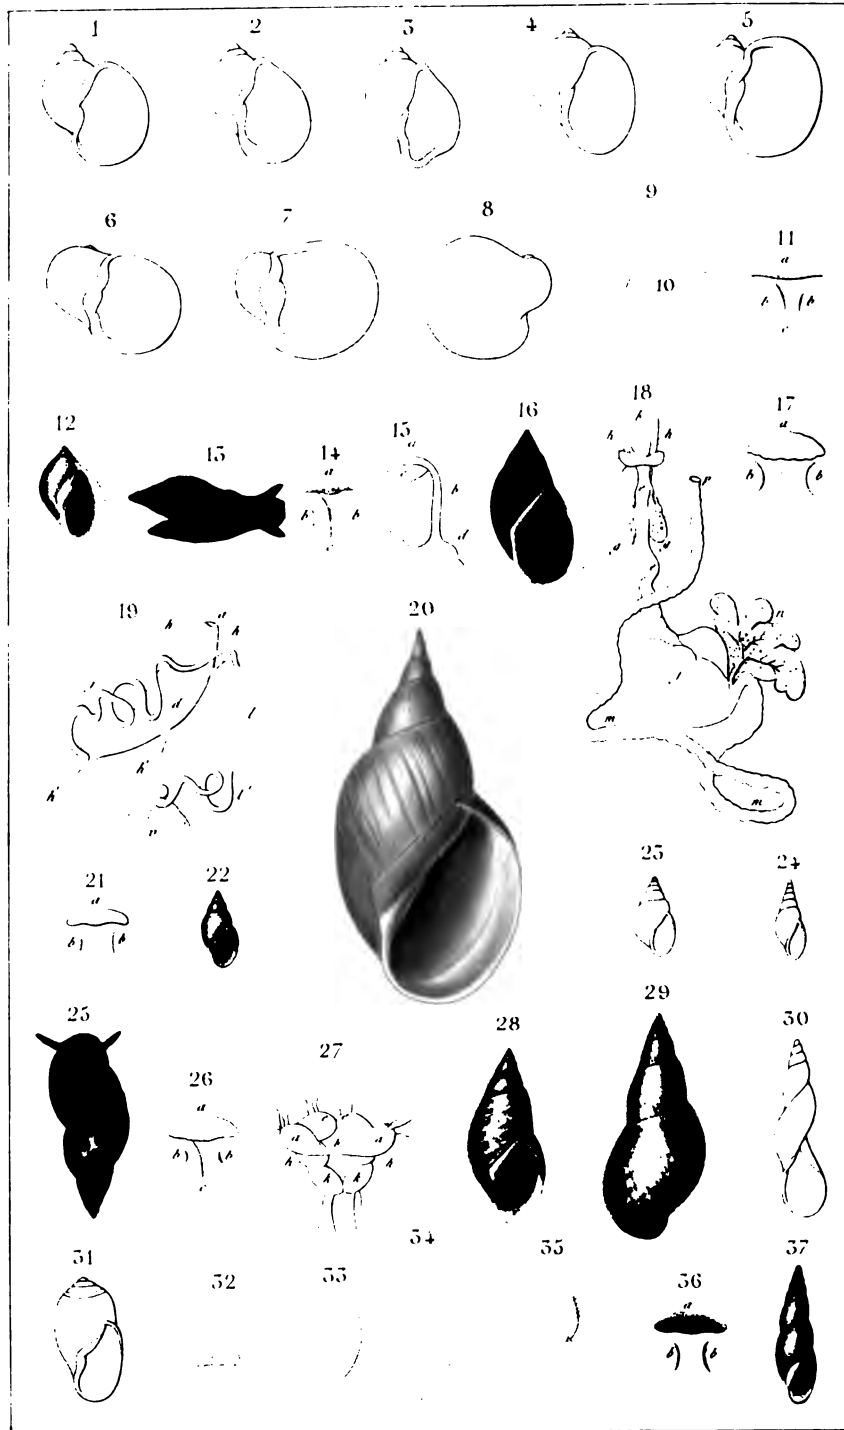 1 2 3 4 5
6 7 8 9
10
11
a
b b
c
12 13 14 15 16 17 18
a
b b
c
a
b
d
a
b b
h
h h
r
c
d d
n
l
m
m
19 20
h a h
d
l
h' h'
v l'
21 22 23 24
a
b b
25 26 27 28 29 30
a
b b
c
c
a b a
h h
k k
31 32 33 34 35 36 37
a
b b